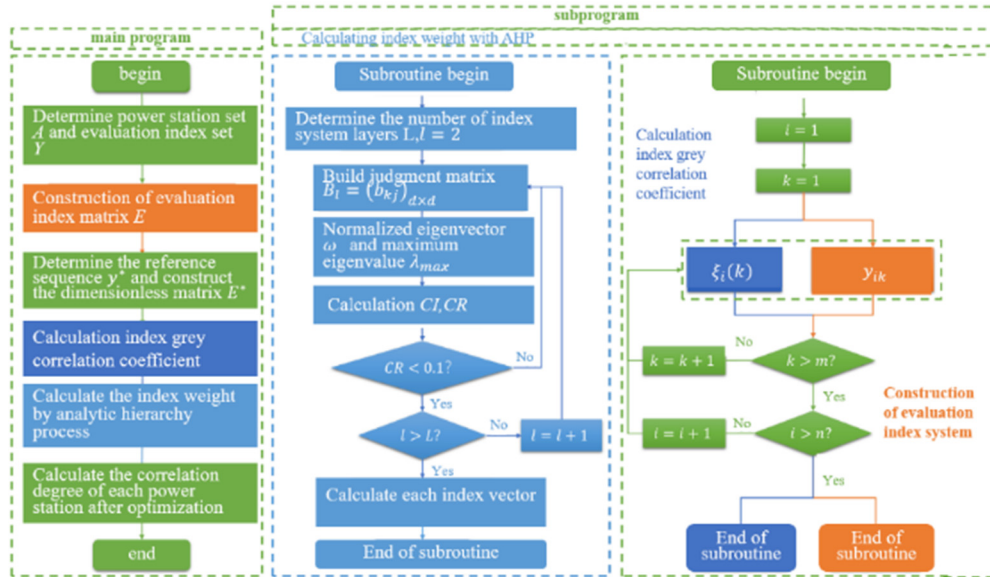 subprogram
main program
Calculating index weight with AHP
begin
Determine power station set
A and evaluation index set
Y
Construction of evaluation
index matrix E
Determine the reference
sequence y* and construct
the dimensionless matrix E*
Calculation index grey
correlation coefficient
Calculate the index weight
by analytic hierarchy
process
Calculate the correlation
degree of each power
station after optimization
end
Subroutine begin
Determine the number of index
system layers L, l = 2
Build judgment matrix
B_l = (b_kj)_d×d
Normalized eigenvector
ω and maximum
eigenvalue λ_max
Calculation CI,CR
CR < 0.1?
No
Yes
l > L?
No
l = l + 1
Yes
Calculate each index vector
End of subroutine
Subroutine begin
i = 1
Calculation
index grey
correlation
coefficient
k = 1
ξ_i(k)
y_ik
No
k = k + 1
k > m?
Yes
Construction
of evaluation
index system
No
i = i + 1
i > n?
Yes
End of
subroutine
End of
subroutine